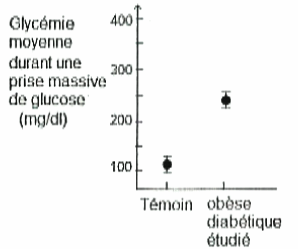 Glycémie
moyenne
durant une
prise massive
de glucose
(mg/dl)
400
300
200
100
Témoin
obèse
diabétique
étudié